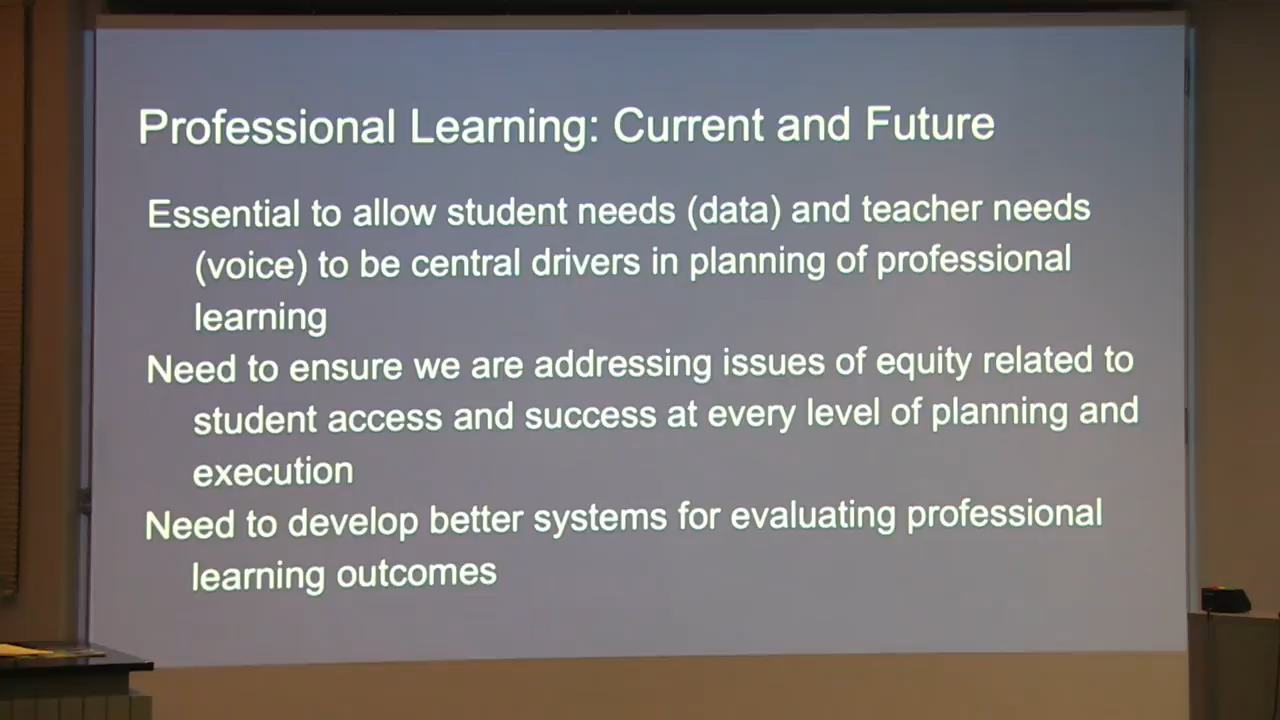 Professional Learning: Current and Future
Essential to allow student needs (data) and teacher needs
(voice) to be central drivers in planning of professional
learning
Need to ensure we are addressing issues of equity related to
student access and success at every level of planning and
execution
Need to develop better systems for evaluating professional
learning outcomes